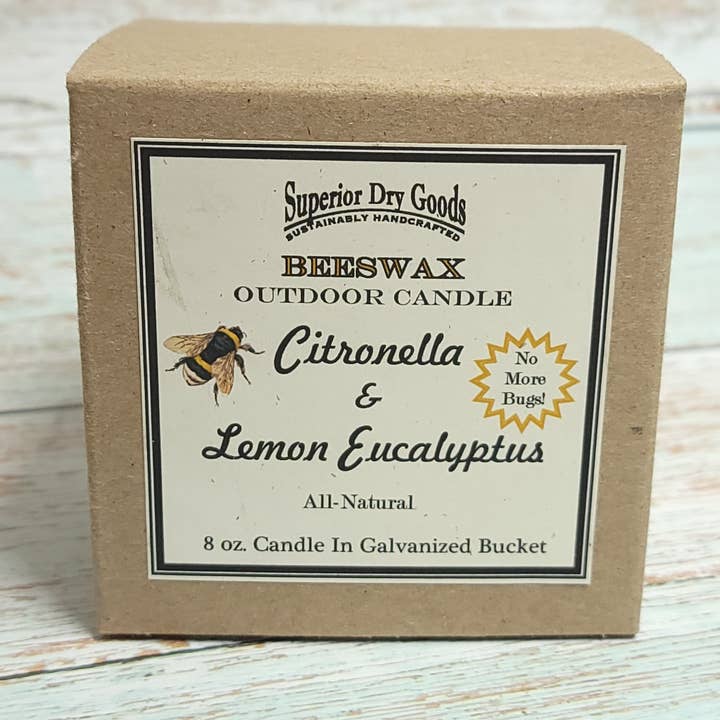 Superior Dry Goods
SUSTAINABLY HANDCRAFTED
BEESWAX
OUTDOOR CANDLE
Citronella
&
Lemon Eucalyptus
No
More
Bugs!
All-Natural
8 oz. Candle In Galvanized Bucket